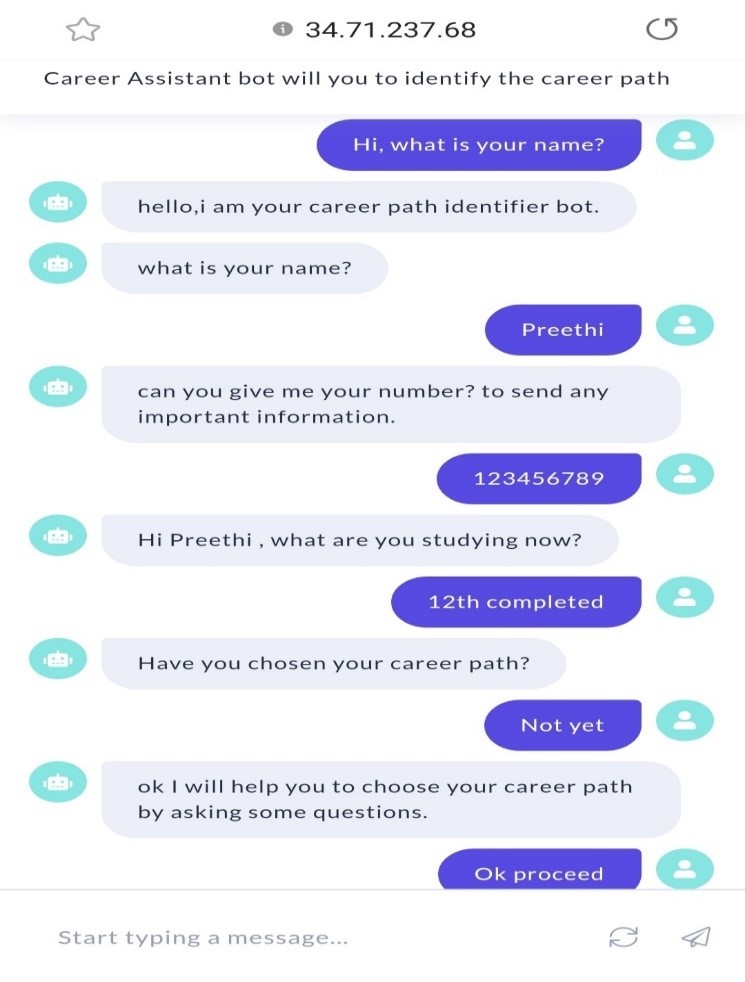 34.71.237.68
Career Assistant bot will you to identify the career path
Hi, what is your name?
hello,i am your career path identifier bot.
what is your name?
Preethi
can you give me your number? to send any
important information.
123456789
Hi Preethi , what are you studying now?
12th completed
Have you chosen your career path?
Not yet
ok I will help you to choose your career path
by asking some questions.
Ok proceed
Start typing a message...